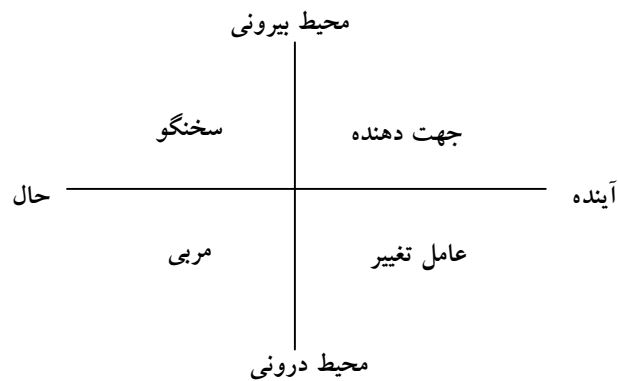 محیط بیرونی
جهت دهنده
سخنگو
آینده
حال
عامل تغییر
مربی
محیط درونی